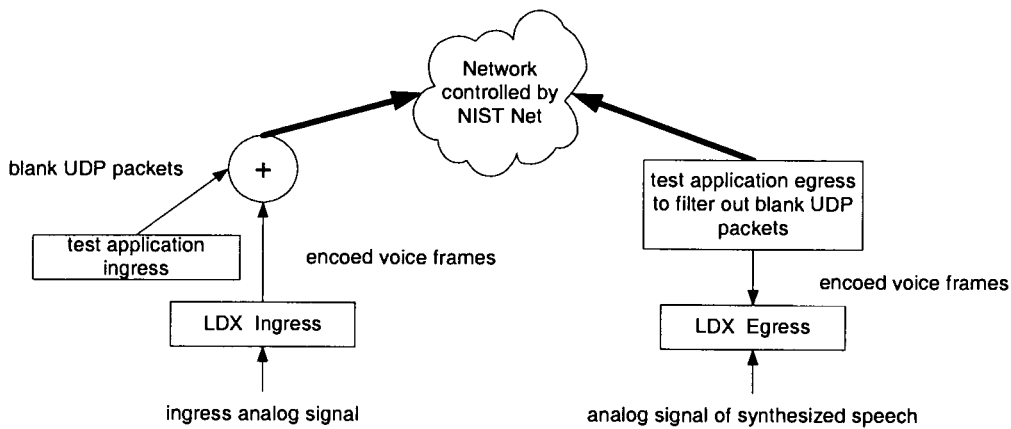 Network
controlled by
NIST Net
blank UDP packets
+
test application
ingress
encoed voice frames
LDX Ingress
ingress analog signal
test application egress
to filter out blank UDP
packets
encoed voice frames
LDX Egress
analog signal of synthesized speech